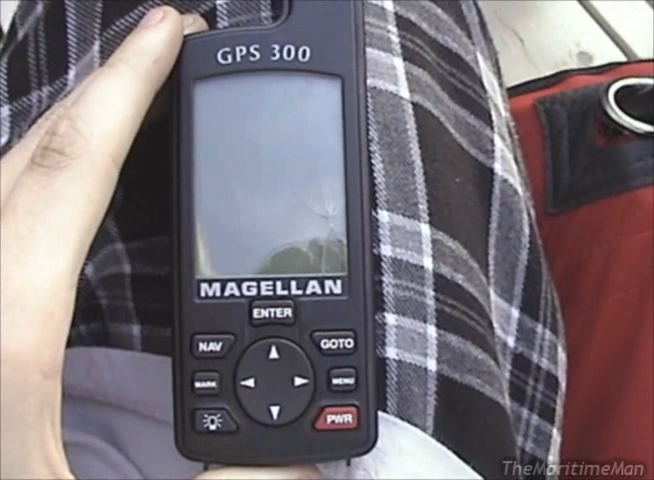 GPS 300
MAGELLAN
ENTER
NAV
GOTO
MARK
MENU
PWR
TheMaritimeMan